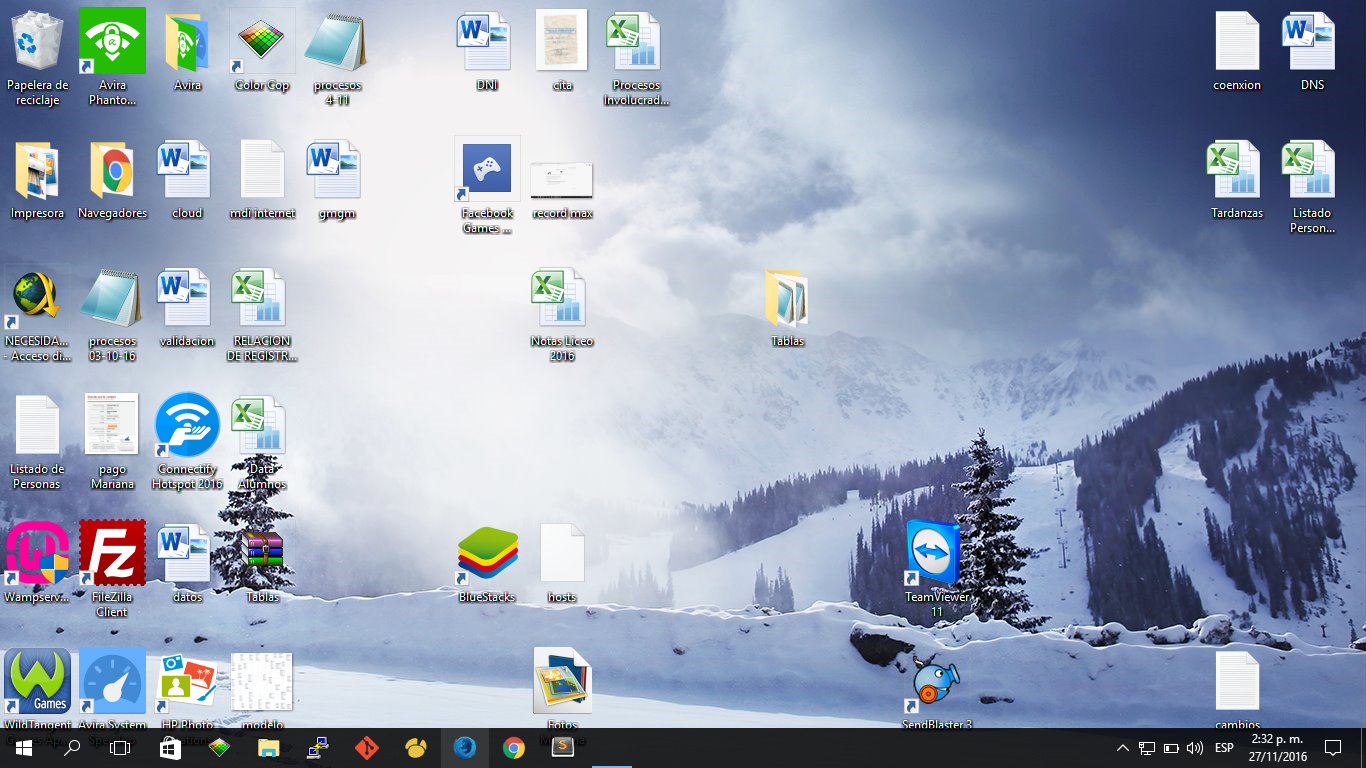 Papelera de
reciclaje
Avira
Phanto...
Avira
Color Cop
procesos
4-11
DNI
cita
Procesos
Involucrad...
coenxion
DNS
Impresora
Navegadores
cloud
mdi internet
gmgm
Facebook
Games ...
record max
Tardanzas
Listado
Person...
NECESIDA...
- Acceso di...
procesos
03-10-16
validacion
RELACION
DE REGISTR...
Notas Liceo
2016
Tablas
Listado de
Personas
pago
Mariana
Connectify
Hotspot 2016
Data
Alumnos
Wampserv...
FileZilla
Client
datos
Tablas
BlueStacks
hosts
TeamViewer
11
Games
WildTangent
Avira System
HP Photo
modelo
Fotos
SendBlaster 3
cambios
ESP
2:32 p. m.
27/11/2016